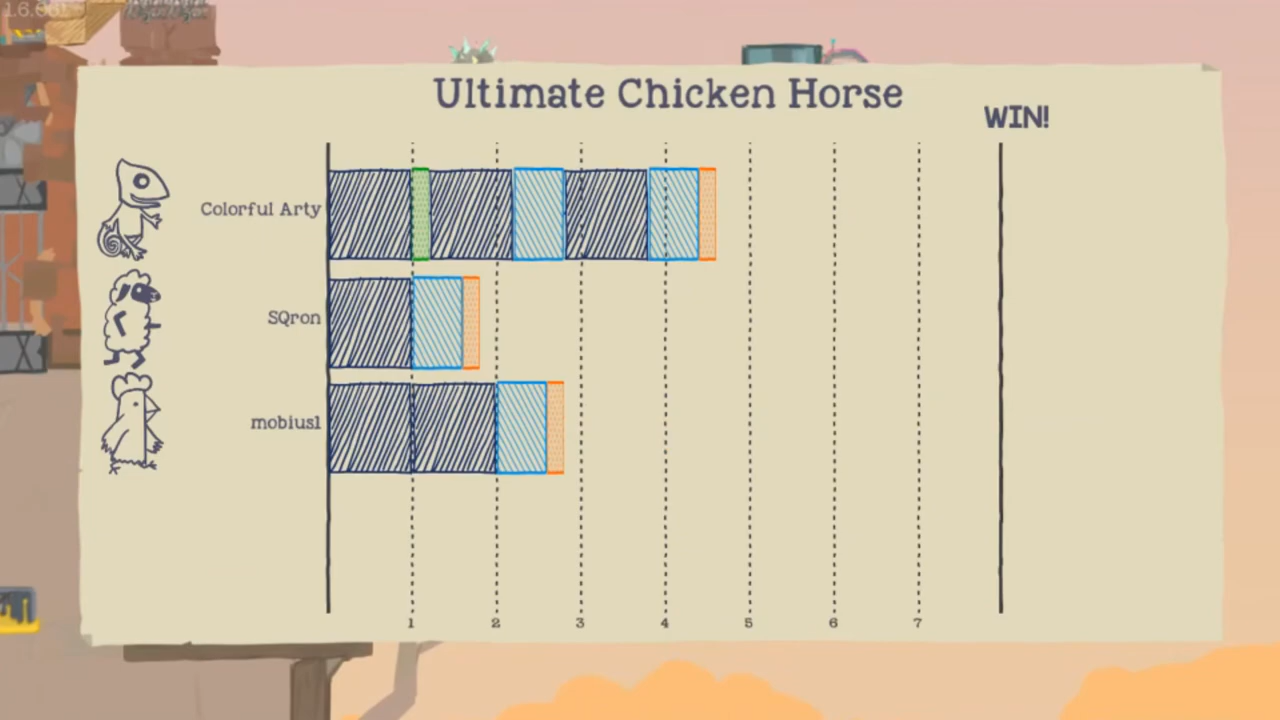 Ultimate Chicken Horse
WIN!
Colorful Arty
SQron
mobius1
1 2 3 4 5 6 7